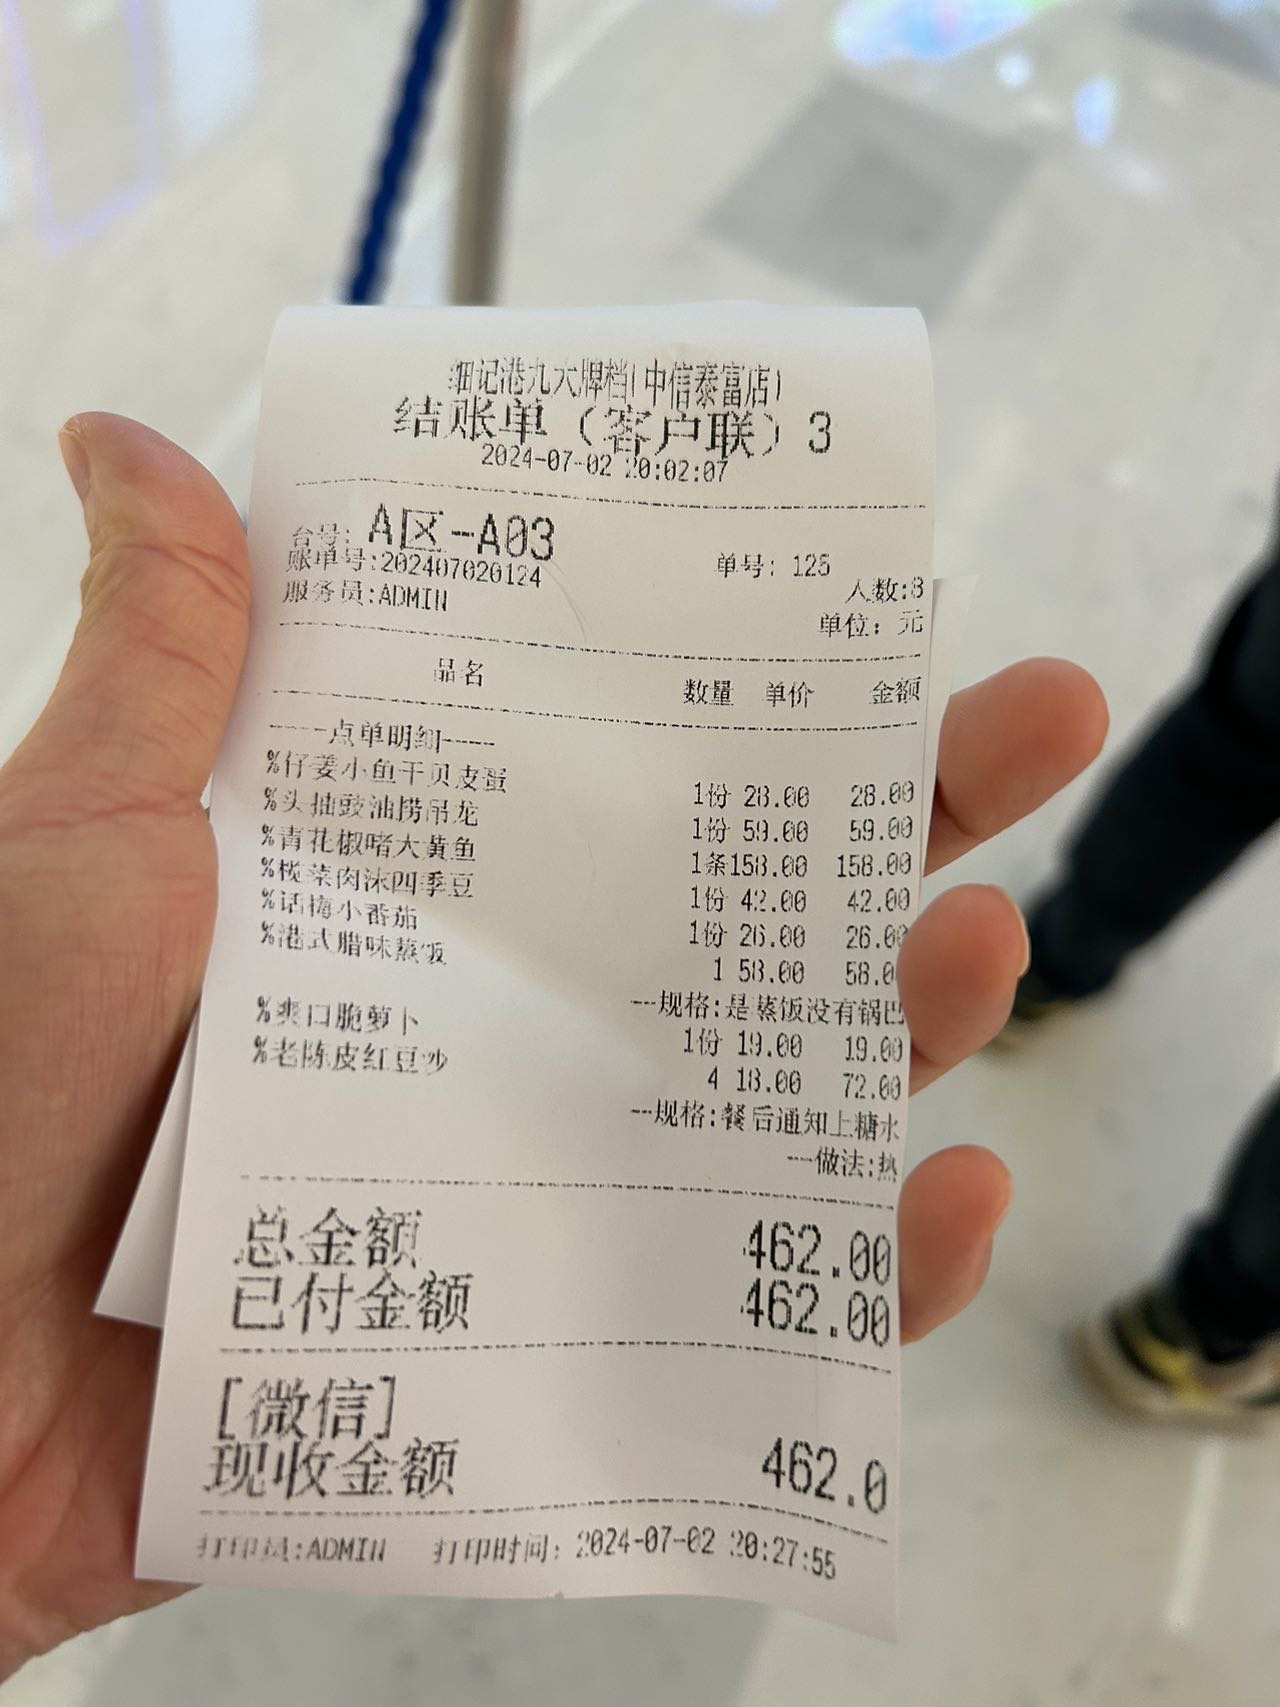 细记港九大牌档(中信泰富店)
结账单（客户联）3
2024-07-02 20:02:07
台号: A区-A03
单号: 125
账单号:202407020124
人数:8
服务员:ADMIN
单位: 元
品名 数量 单价 金额
----点单明细----
%仔姜小鱼干贝皮蛋 1份 28.00 28.00
%头抽豉油捞吊龙 1份 59.00 59.00
%青花椒啫大黄鱼 1条158.00 158.00
%榄菜肉沫四季豆 1份 42.00 42.00
%话梅小番茄 1份 26.00 26.00
%港式腊味蒸饭 1 58.00 58.0
--规格:是蒸饭没有锅巴
%爽口脆萝卜 1份 19.00 19.00
%老陈皮红豆沙 4 18.00 72.00
--规格:餐后通知上糖水
--做法:热
总金额 462.00
已付金额 462.00
[微信]
现收金额 462.0
打印员:ADMIN 打印时间: 2024-07-02 20:27:55